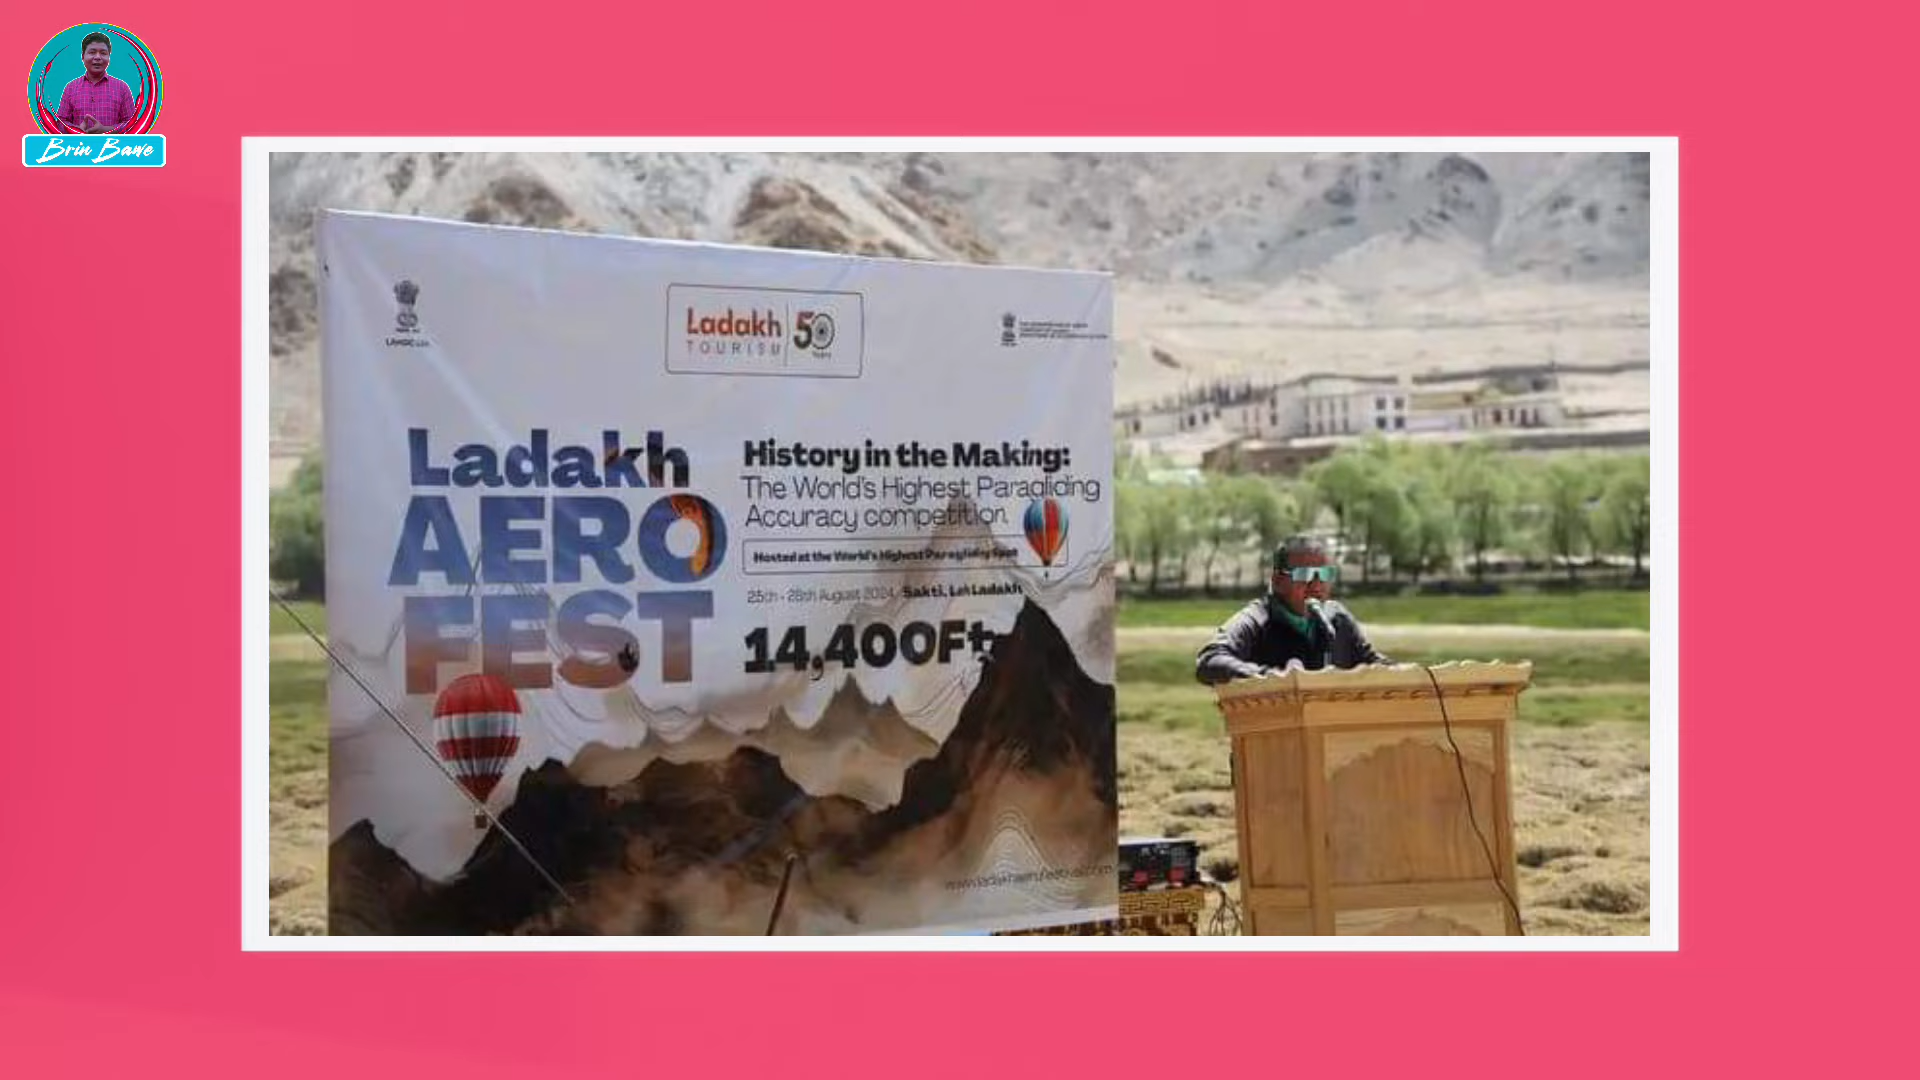 Brin Bawe
Ladakh
TOURISM
50
Ladakh
AERO
FEST
History in the Making:
The World's Highest Paragliding
Accuracy competition
Hosted at the World's Highest Paragliding Spot
25th - 28th August 2024, Sakti, Leh Ladakh
14,400Ft